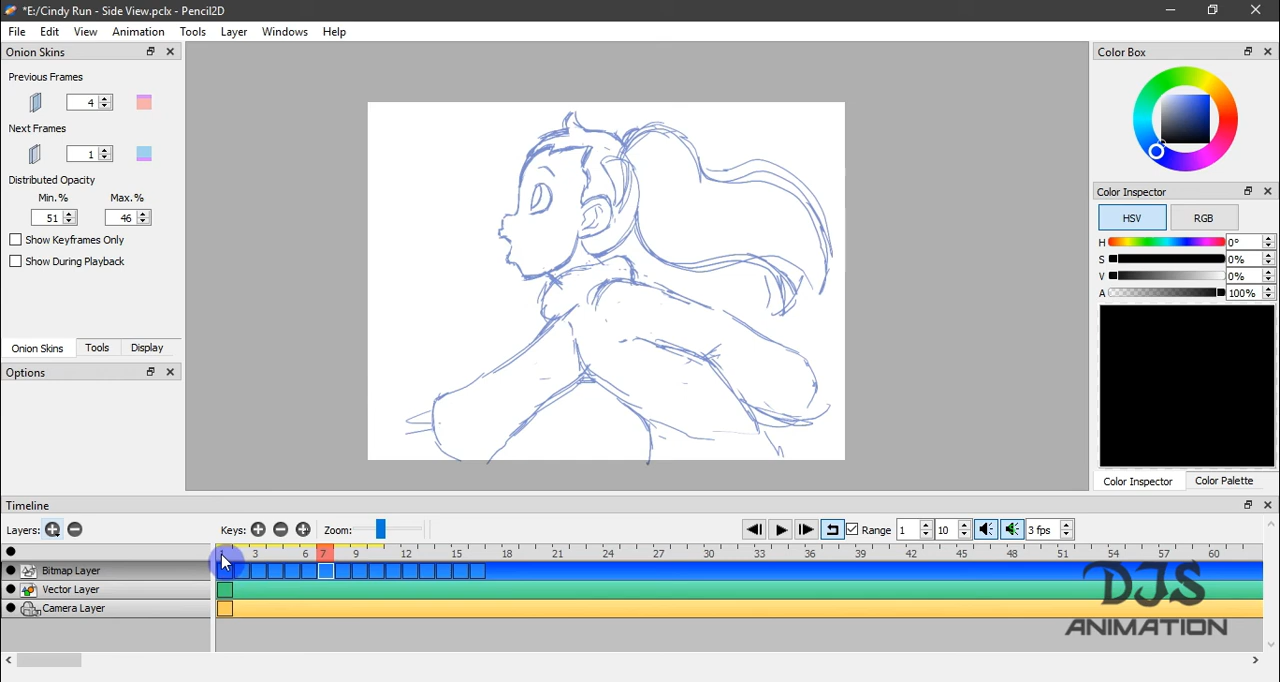 *E:/Cindy Run - Side View.pclx - Pencil2D
File Edit View Animation Tools Layer Windows Help
Onion Skins
Previous Frames
4
Next Frames
1
Distributed Opacity
Min.% Max.%
51 46
Show Keyframes Only
Show During Playback
Onion Skins Tools Display
Options
Color Box
Color Inspector
HSV RGB
H 0°
S 0%
V 0%
A 100%
Color Inspector Color Palette
Timeline
Layers: Keys: Zoom: Range 1 10 3 fps
1 3 6 7 9 12 15 18 21 24 27 30 33 36 39 42 45 48 51 54 57 60
Bitmap Layer
Vector Layer
Camera Layer
DJS
ANIMATION